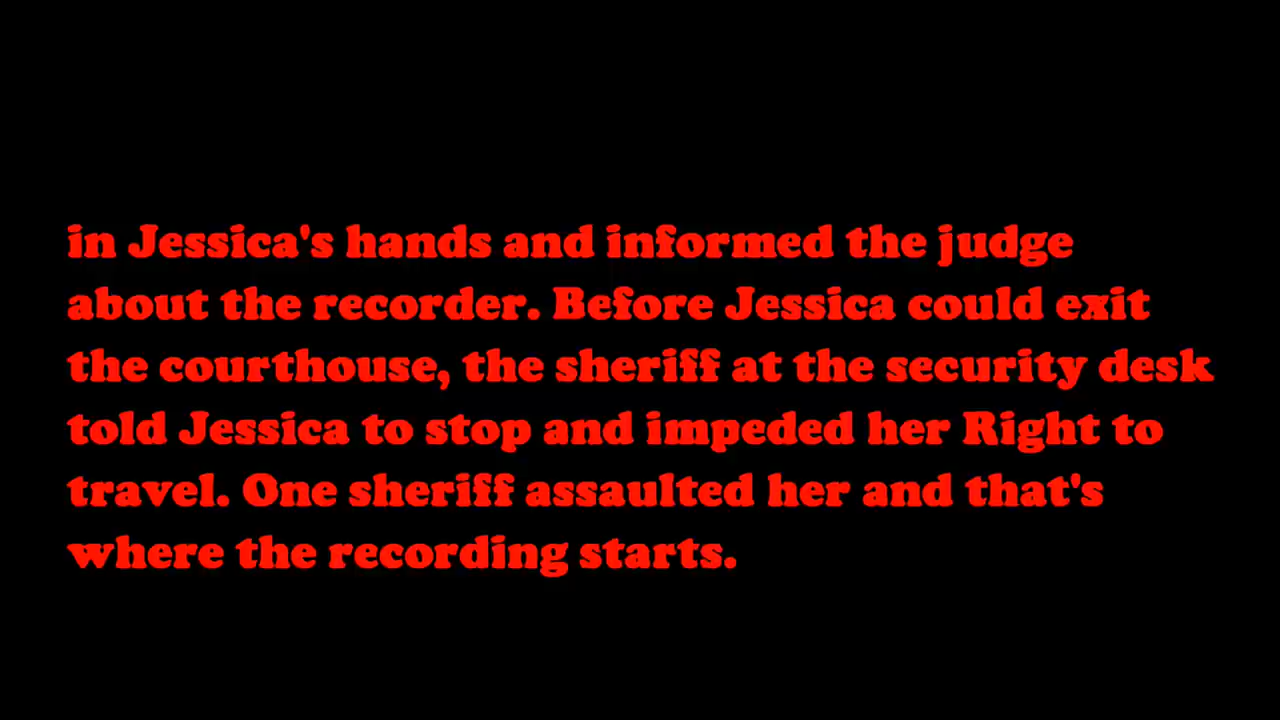 in Jessica's hands and informed the judge
about the recorder. Before Jessica could exit
the courthouse, the sheriff at the security desk
told Jessica to stop and impeded her Right to
travel. One sheriff assaulted her and that's
where the recording starts.